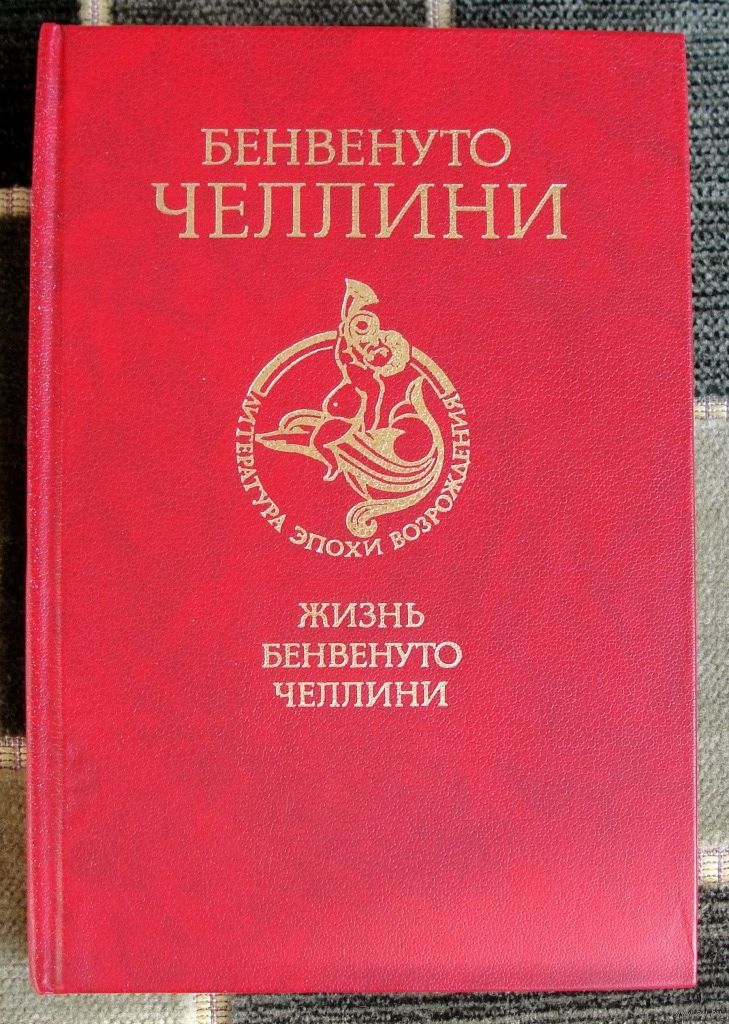 БЕНВЕНУТО
ЧЕЛЛИНИ
ЛИТЕРАТУРА ЭПОХИ ВОЗРОЖДЕНИЯ
ЖИЗНЬ
БЕНВЕНУТО
ЧЕЛЛИНИ